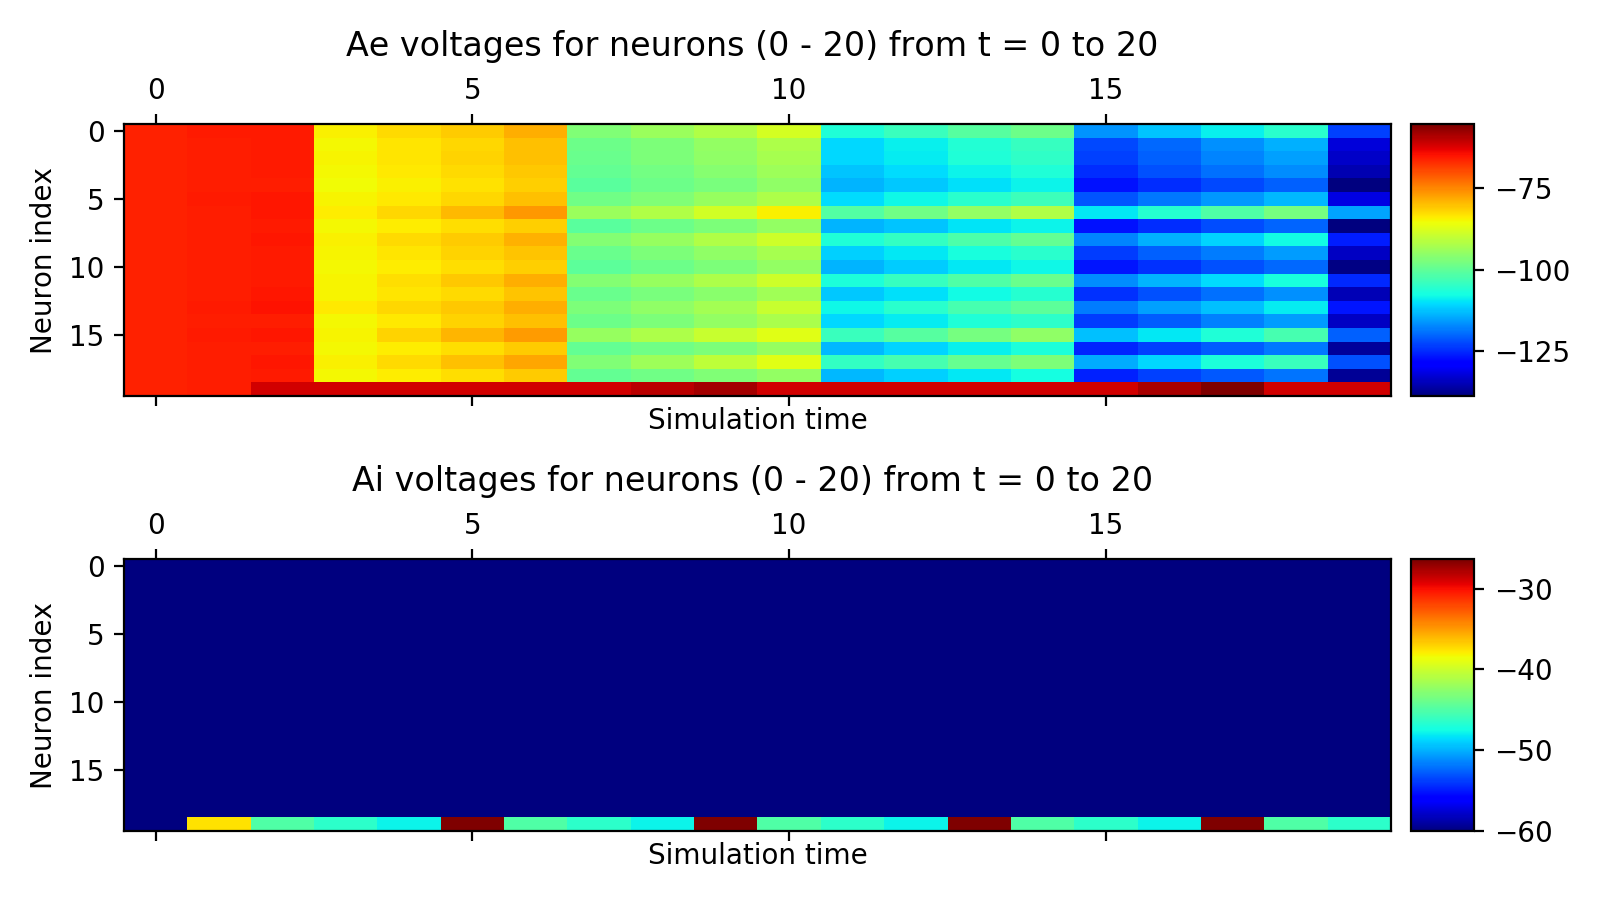 Ae voltages for neurons (0 - 20) from t = 0 to 20
0 5 10 15
Neuron index
0
5
10
15
Simulation time
−75
−100
−125
Ai voltages for neurons (0 - 20) from t = 0 to 20
0 5 10 15
Neuron index
0
5
10
15
Simulation time
−30
−40
−50
−60